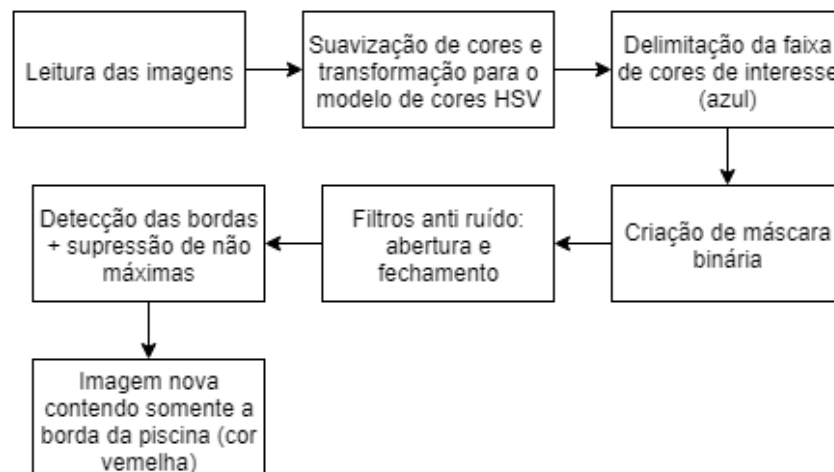 Leitura das imagens
Suavização de cores e
transformação para o
modelo de cores HSV
Delimitação da faixa
de cores de interesse
(azul)
Criação de máscara
binária
Filtros anti ruído:
abertura e
fechamento
Detecção das bordas
+ supressão de não
máximas
Imagem nova
contendo somente a
borda da piscina (cor
vemelha)